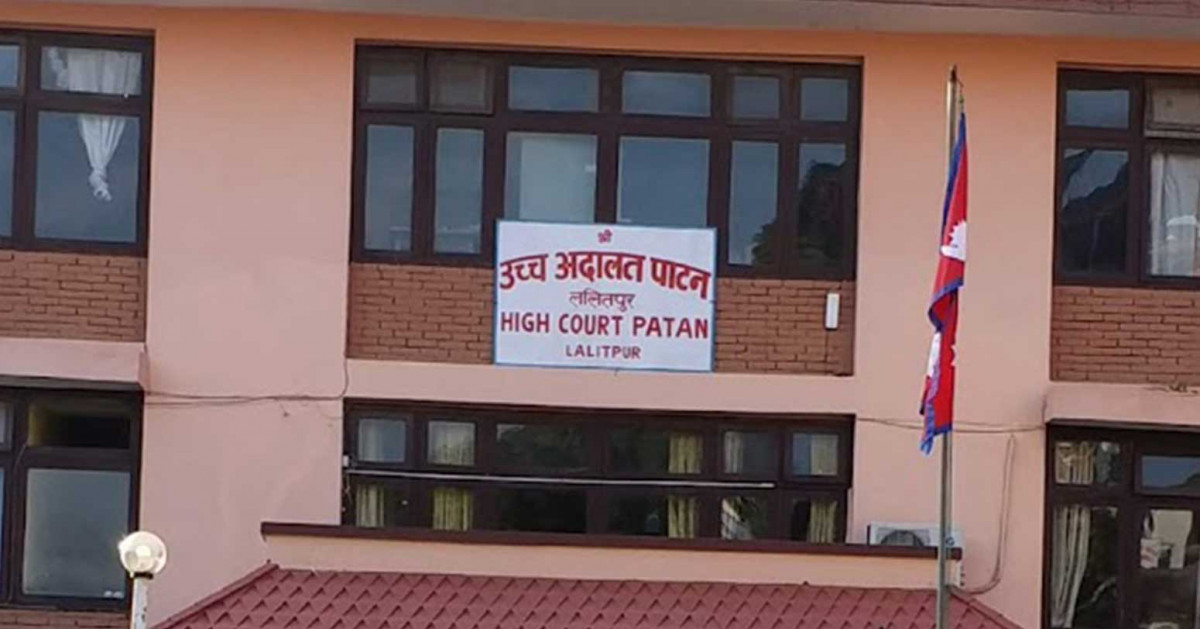 श्री
उच्च अदालत पाटन
ललितपुर
HIGH COURT PATAN
LALITPUR